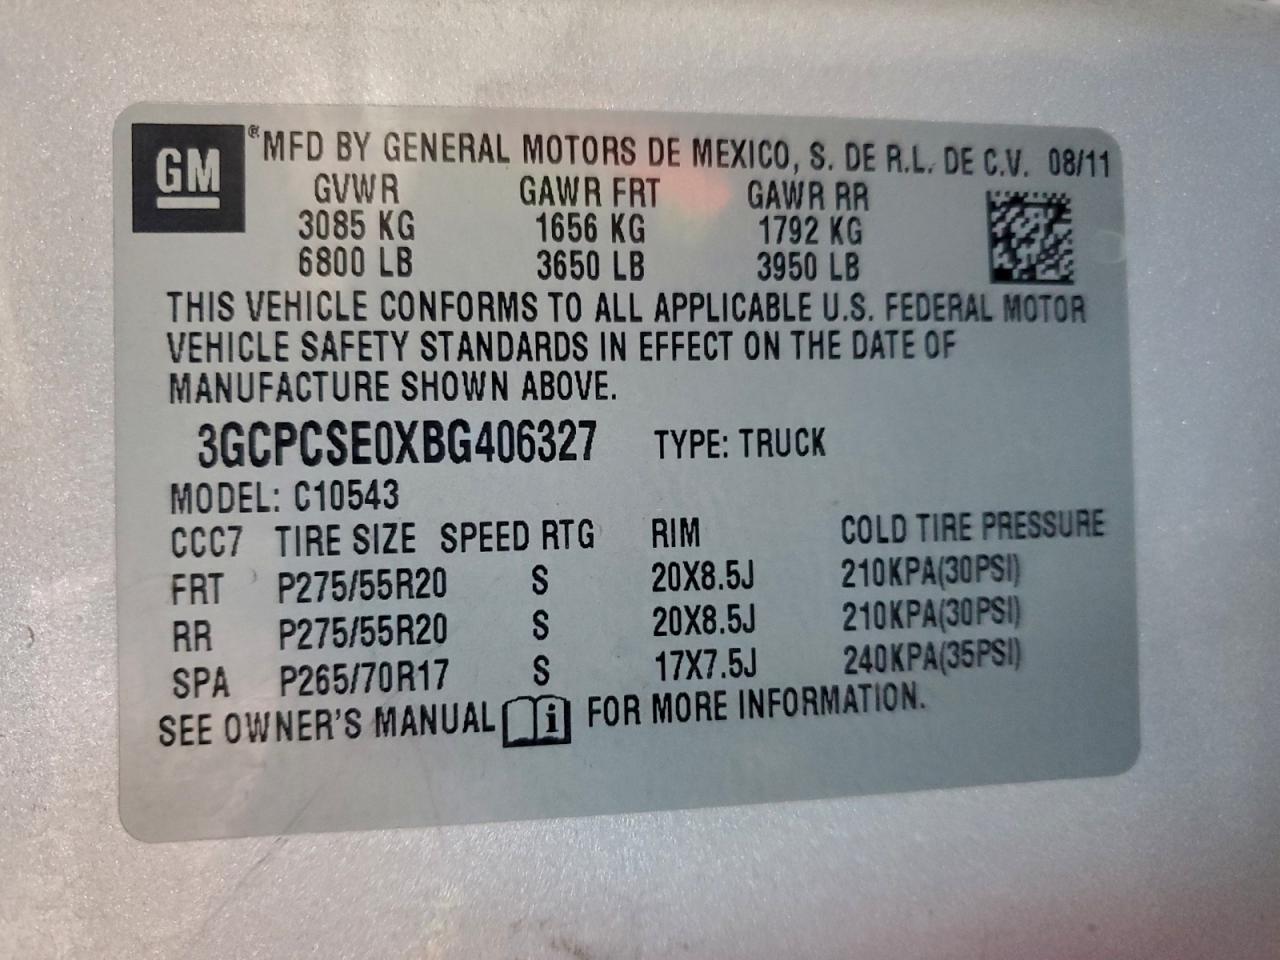 GM
®MFD BY GENERAL MOTORS DE MEXICO, S. DE R.L. DE C.V. 08/11
GVWR GAWR FRT GAWR RR
3085 KG 1656 KG 1792 KG
6800 LB 3650 LB 3950 LB
THIS VEHICLE CONFORMS TO ALL APPLICABLE U.S. FEDERAL MOTOR
VEHICLE SAFETY STANDARDS IN EFFECT ON THE DATE OF
MANUFACTURE SHOWN ABOVE.
3GCPCSE0XBG406327 TYPE: TRUCK
MODEL: C10543
CCC7 TIRE SIZE SPEED RTG RIM COLD TIRE PRESSURE
FRT P275/55R20 S 20X8.5J 210KPA(30PSI)
RR P275/55R20 S 20X8.5J 210KPA(30PSI)
SPA P265/70R17 S 17X7.5J 240KPA(35PSI)
SEE OWNER'S MANUAL i FOR MORE INFORMATION.